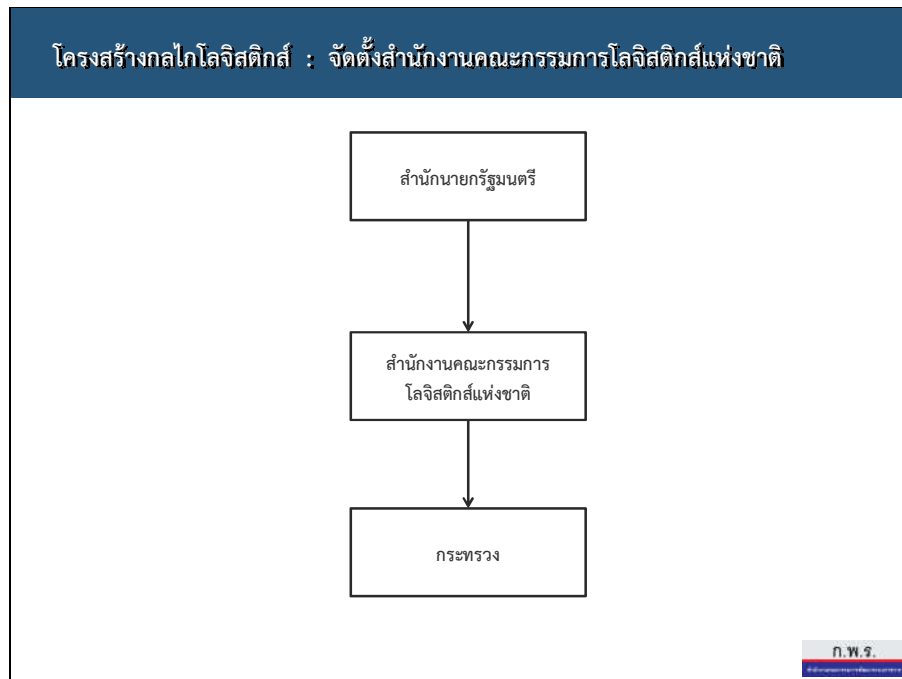 โครงสร้างกลไกโลจิสติกส์ : จัดตั้งสำนักงานคณะกรรมการโลจิสติกส์แห่งชาติ
สำนักนายกรัฐมนตรี
สำนักงานคณะกรรมการ
โลจิสติกส์แห่งชาติ
กระทรวง
ก.พ.ร.